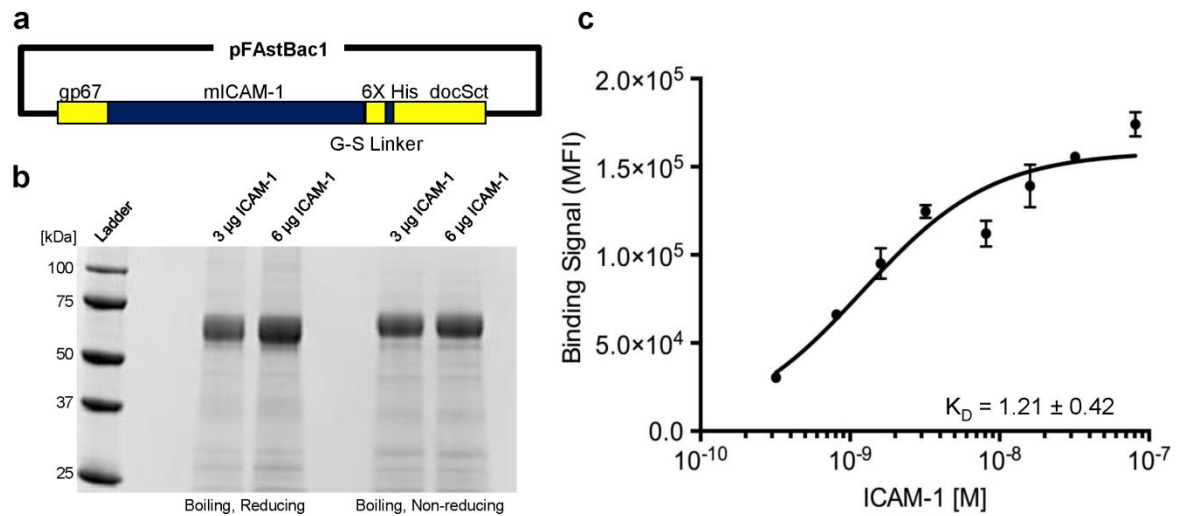 a
pFAstBac1
gp67 mICAM-1 6X His docSct
G-S Linker
b
[kDa] Ladder 3 µg ICAM-1 6 µg ICAM-1 3 µg ICAM-1 6 µg ICAM-1
100
75
50
37
25
Boiling, Reducing Boiling, Non-reducing
c
Binding Signal (MFI)
2.0×10⁵
1.5×10⁵
1.0×10⁵
5.0×10⁴
0.0
K_D = 1.21 ± 0.42
10⁻¹⁰ 10⁻⁹ 10⁻⁸ 10⁻⁷
ICAM-1 [M]